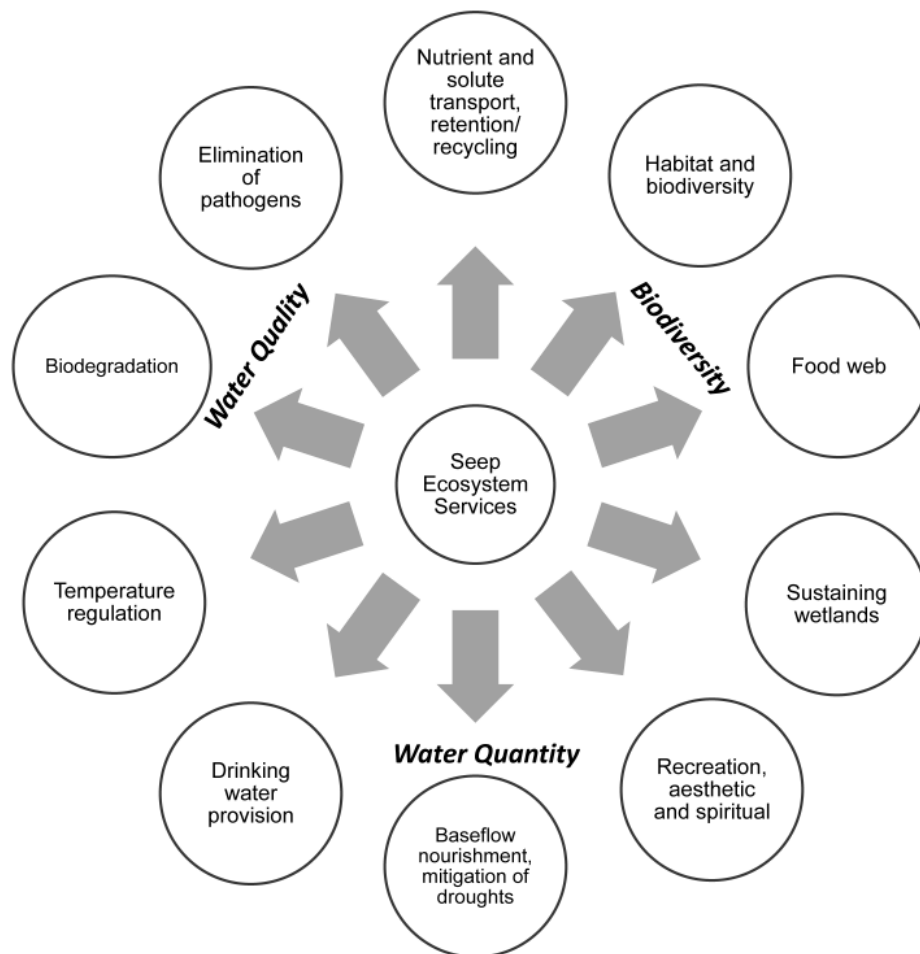 Nutrient and
solute
transport,
retention/
recycling
Elimination
of
pathogens
Habitat and
biodiversity
Water Quality
Biodiversity
Biodegradation
Food web
Seep
Ecosystem
Services
Temperature
regulation
Sustaining
wetlands
Water Quantity
Drinking
water
provision
Recreation,
aesthetic
and spiritual
Baseflow
nourishment,
mitigation of
droughts